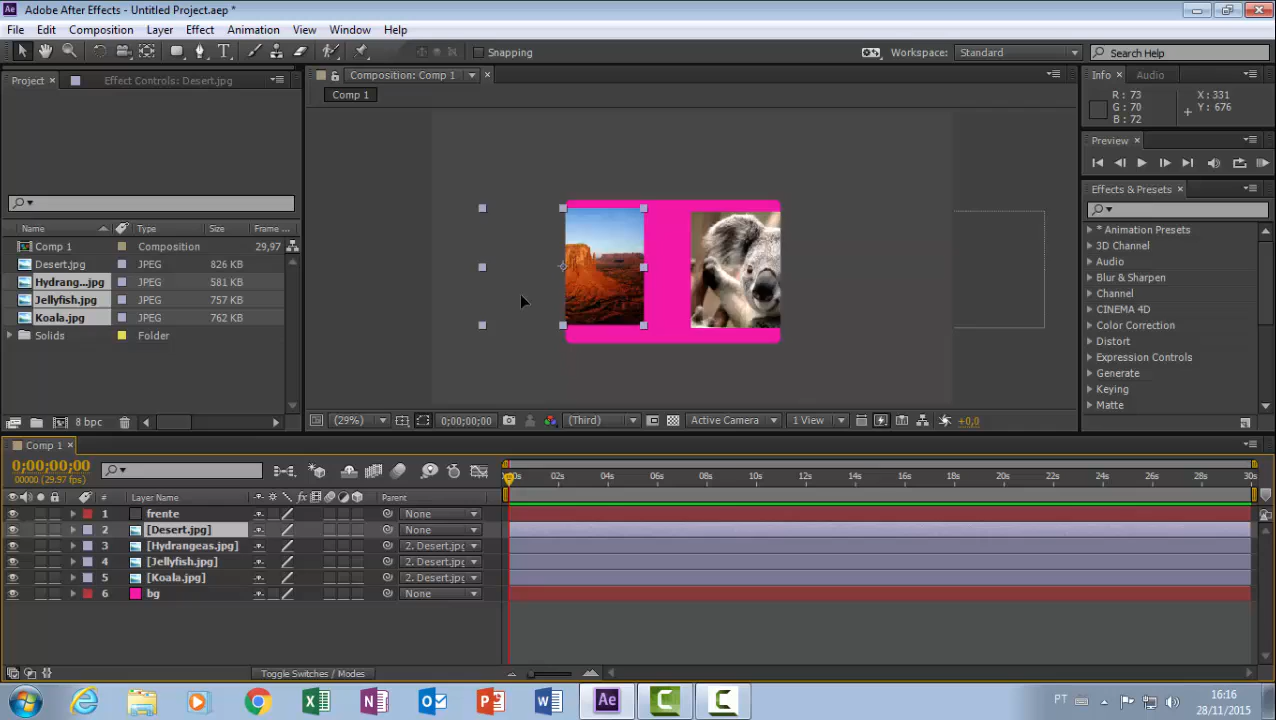 Adobe After Effects - Untitled Project.aep *
File Edit Composition Layer Effect Animation View Window Help
Snapping
Workspace: Standard
Search Help
Project
Effect Controls: Desert.jpg
Composition: Comp 1
Comp 1
Info
Audio
R : 73
G : 70
B : 72
X : 331
Y : 676
Preview
Effects & Presets
Name Type Size Frame ...
Comp 1 Composition 29,97
Desert.jpg JPEG 826 KB
Hydrang...jpg JPEG 581 KB
Jellyfish.jpg JPEG 757 KB
Koala.jpg JPEG 762 KB
Solids Folder
* Animation Presets
3D Channel
Audio
Blur & Sharpen
Channel
CINEMA 4D
Color Correction
Distort
Expression Controls
Generate
Keying
Matte
8 bpc
(29%) 0;00;00;00 (Third) Active Camera 1 View +0,0
Comp 1
0;00;00;00
00000 (29.97 fps)
# Layer Name Parent
00s 02s 04s 06s 08s 10s 12s 14s 16s 18s 20s 22s 24s 26s 28s 30s
1 frente None
2 [Desert.jpg] None
3 [Hydrangeas.jpg] 2. Desert.jpg
4 [Jellyfish.jpg] 2. Desert.jpg
5 [Koala.jpg] 2. Desert.jpg
6 bg None
Toggle Switches / Modes
PT
16:16
28/11/2015